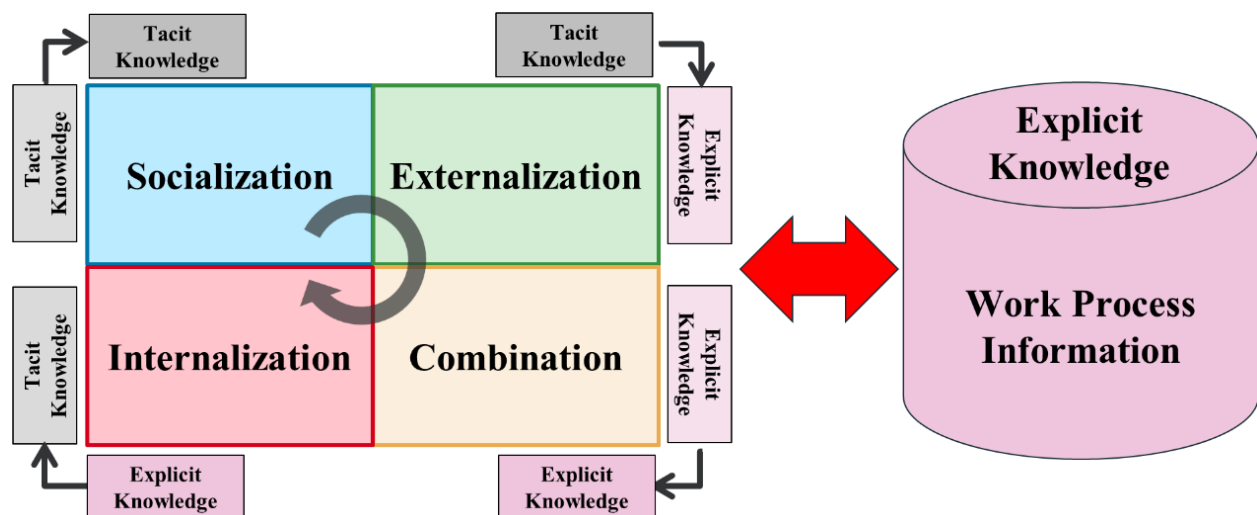 Tacit
Knowledge
Tacit
Knowledge
Tacit
Knowledge
Explicit
Knowledge
Socialization
Externalization
Explicit
Knowledge
Tacit
Knowledge
Explicit
Knowledge
Internalization
Combination
Work Process
Information
Explicit
Knowledge
Explicit
Knowledge